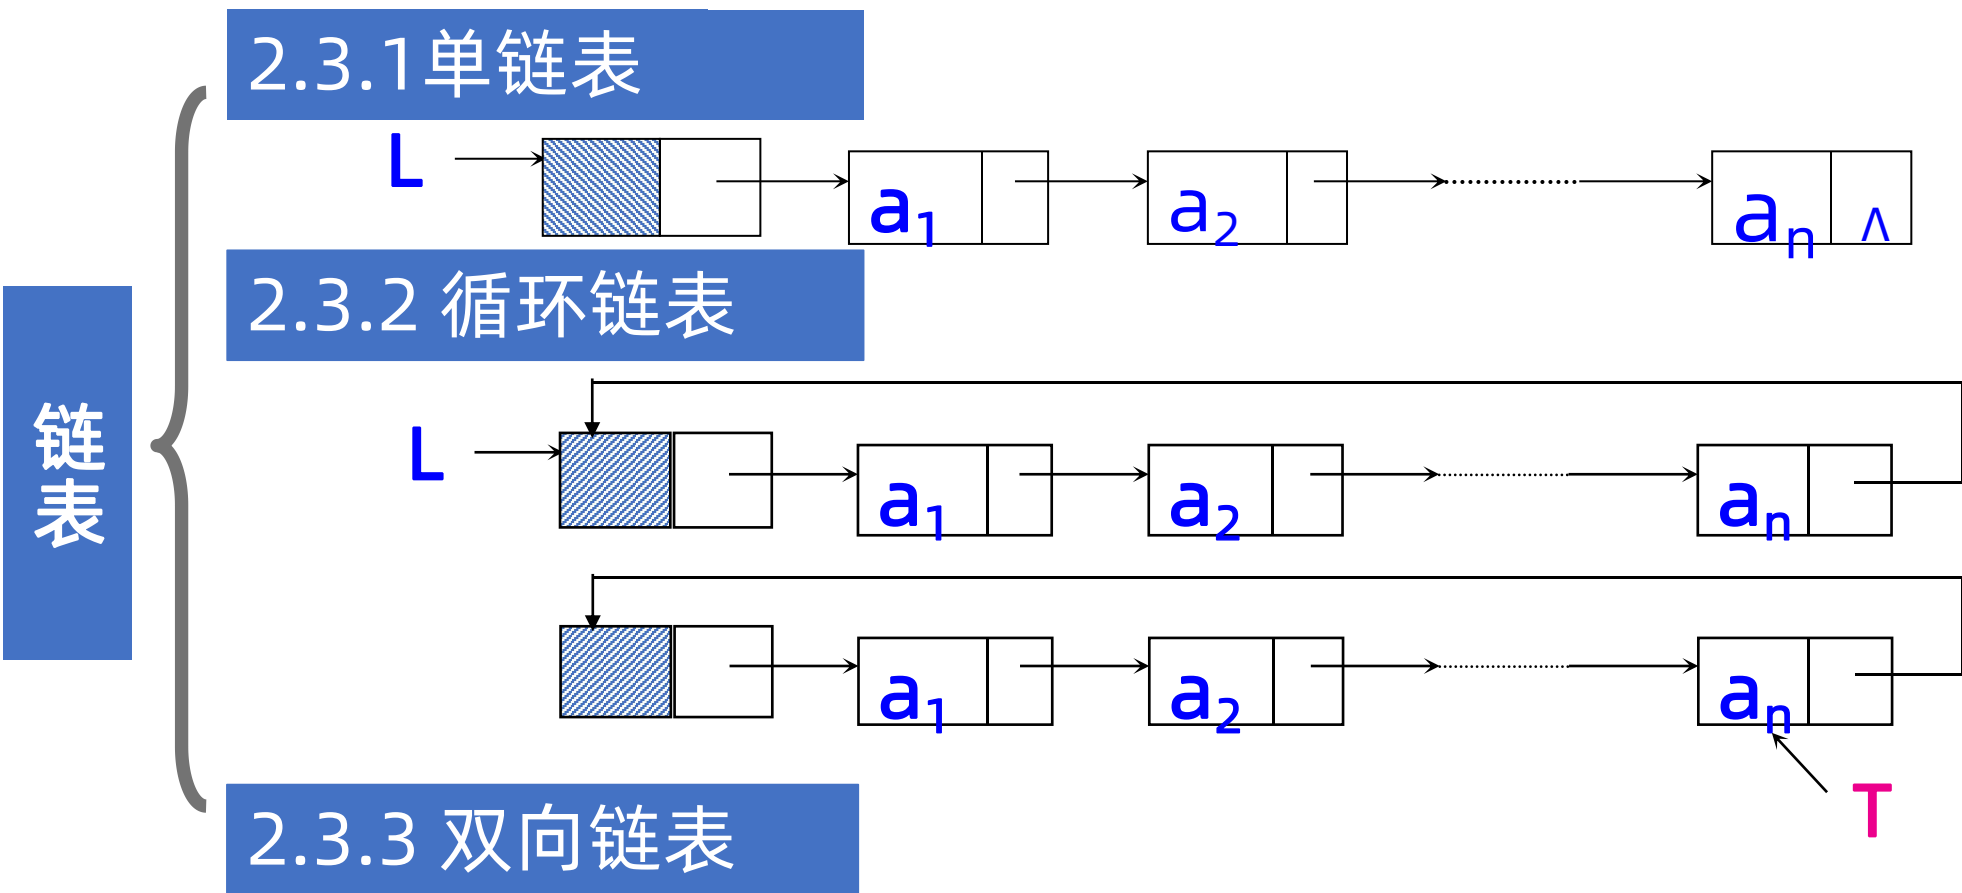 2.3.1单链表
L
a1 a2 an ∧
2.3.2 循环链表
链表
L
a1 a2 an
a1 a2 an
T
2.3.3 双向链表